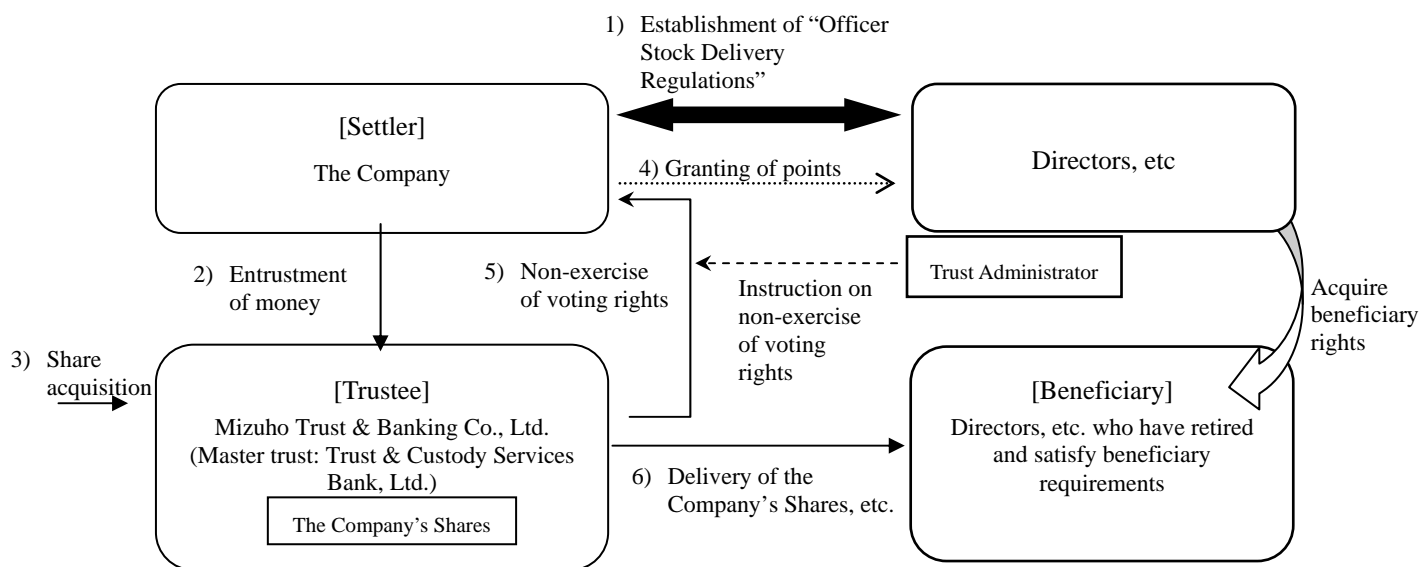 1) Establishment of “Officer
Stock Delivery
Regulations”
[Settler]
The Company
Directors, etc
4) Granting of points
Trust Administrator
2) Entrustment
of money
5) Non-exercise
of voting rights
Instruction on
non-exercise
of voting
rights
Acquire
beneficiary
rights
3) Share
acquisition
[Trustee]
Mizuho Trust & Banking Co., Ltd.
(Master trust: Trust & Custody Services
Bank, Ltd.)
The Company’s Shares
6) Delivery of the
Company’s Shares, etc.
[Beneficiary]
Directors, etc. who have retired
and satisfy beneficiary
requirements